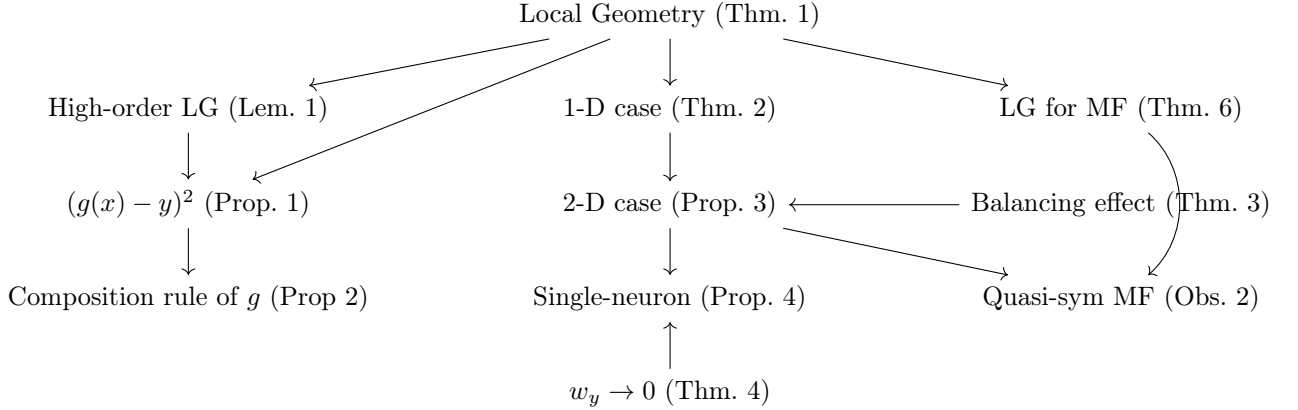 Local Geometry (Thm. 1)
High-order LG (Lem. 1)
1-D case (Thm. 2)
LG for MF (Thm. 6)
(g(x) − y)² (Prop. 1)
2-D case (Prop. 3)
Balancing effect (Thm. 3)
Composition rule of g (Prop 2)
Single-neuron (Prop. 4)
Quasi-sym MF (Obs. 2)
w_y → 0 (Thm. 4)